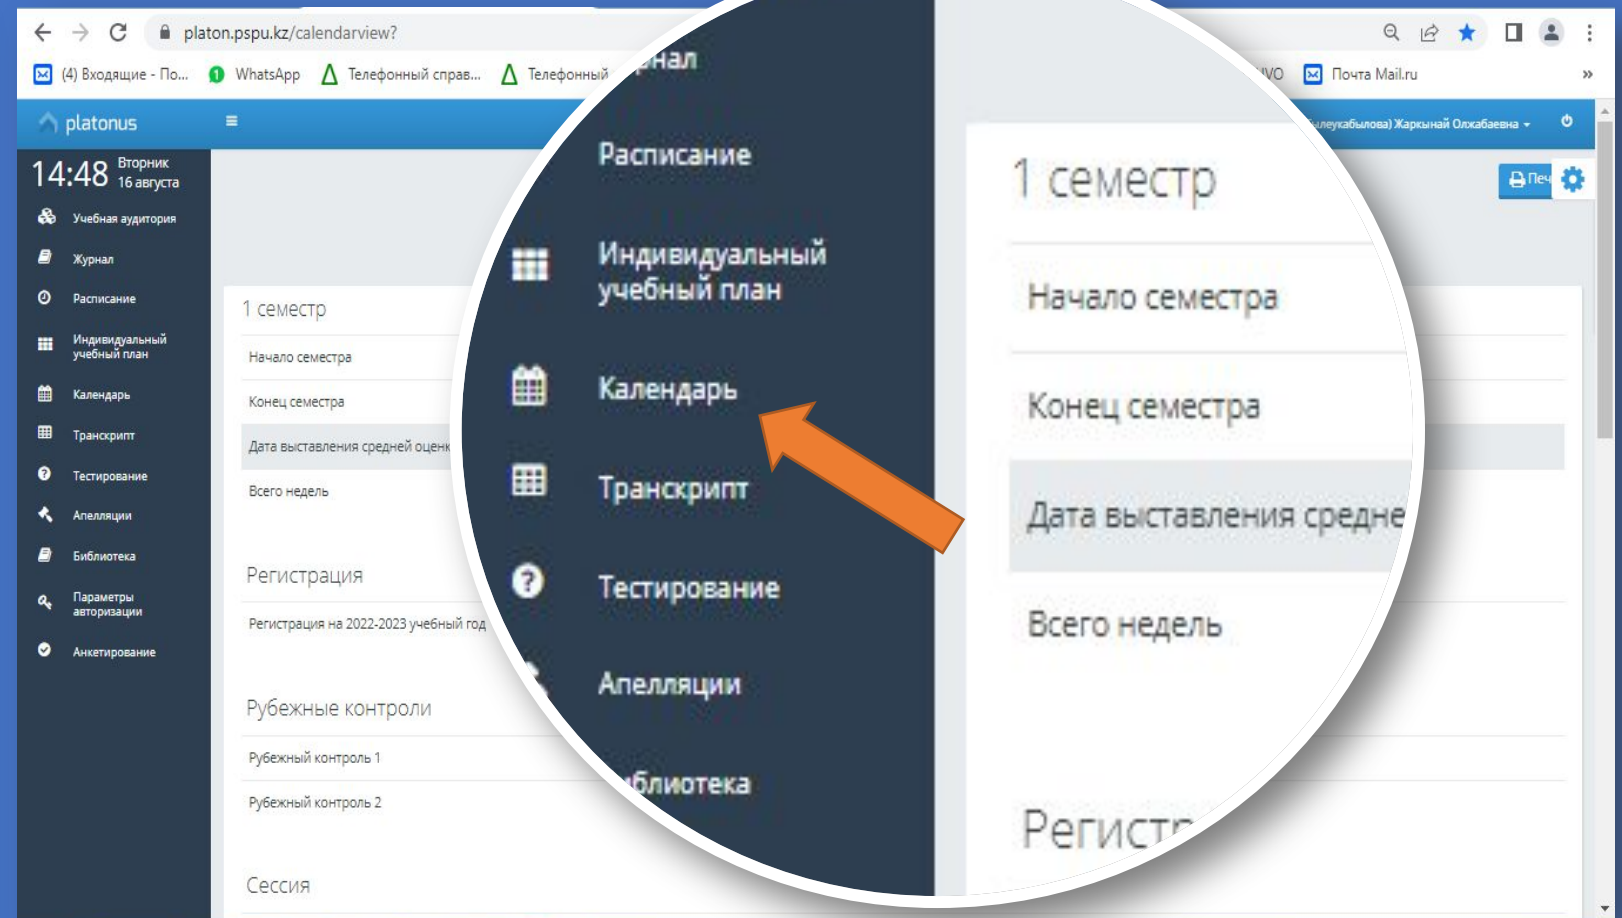 platon.pspu.kz/calendarview?
(4) Входящие - По...
WhatsApp
Телефонный справ...
Телефонный
Почта Mail.ru
»
platonus
Жаркынай Олжабаевна
14:48
Вторник
16 августа
Учебная аудитория
Журнал
Расписание
Индивидуальный
учебный план
Календарь
Транскрипт
Тестирование
Апелляции
Библиотека
Параметры
авторизации
Анкетирование
1 семестр
Начало семестра
Конец семестра
Дата выставления средней оценк
Всего недель
Регистрация
Регистрация на 2022-2023 учебный год
Рубежные контроли
Рубежный контроль 1
Рубежный контроль 2
Сессия
Расписание
Индивидуальный
учебный план
Календарь
Транскрипт
Тестирование
Апелляции
блиотека
1 семестр
Начало семестра
Конец семестра
Дата выставления средне
Всего недель
Регистр
Печ